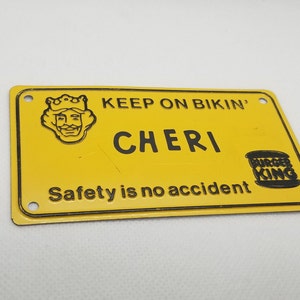 KEEP ON BIKIN'
CHERI
Safety is no accident
BURGER
KING